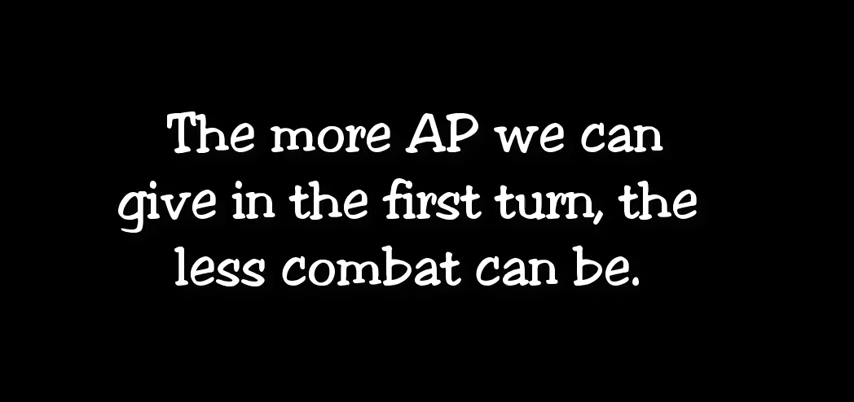 The more AP we can
give in the first turn, the
less combat can be.